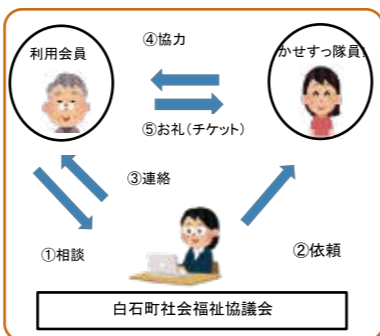 ④協力
利用会員
かせすっ隊員
⑤お礼(チケット)
③連絡
①相談
②依頼
白石町社会福祉協議会